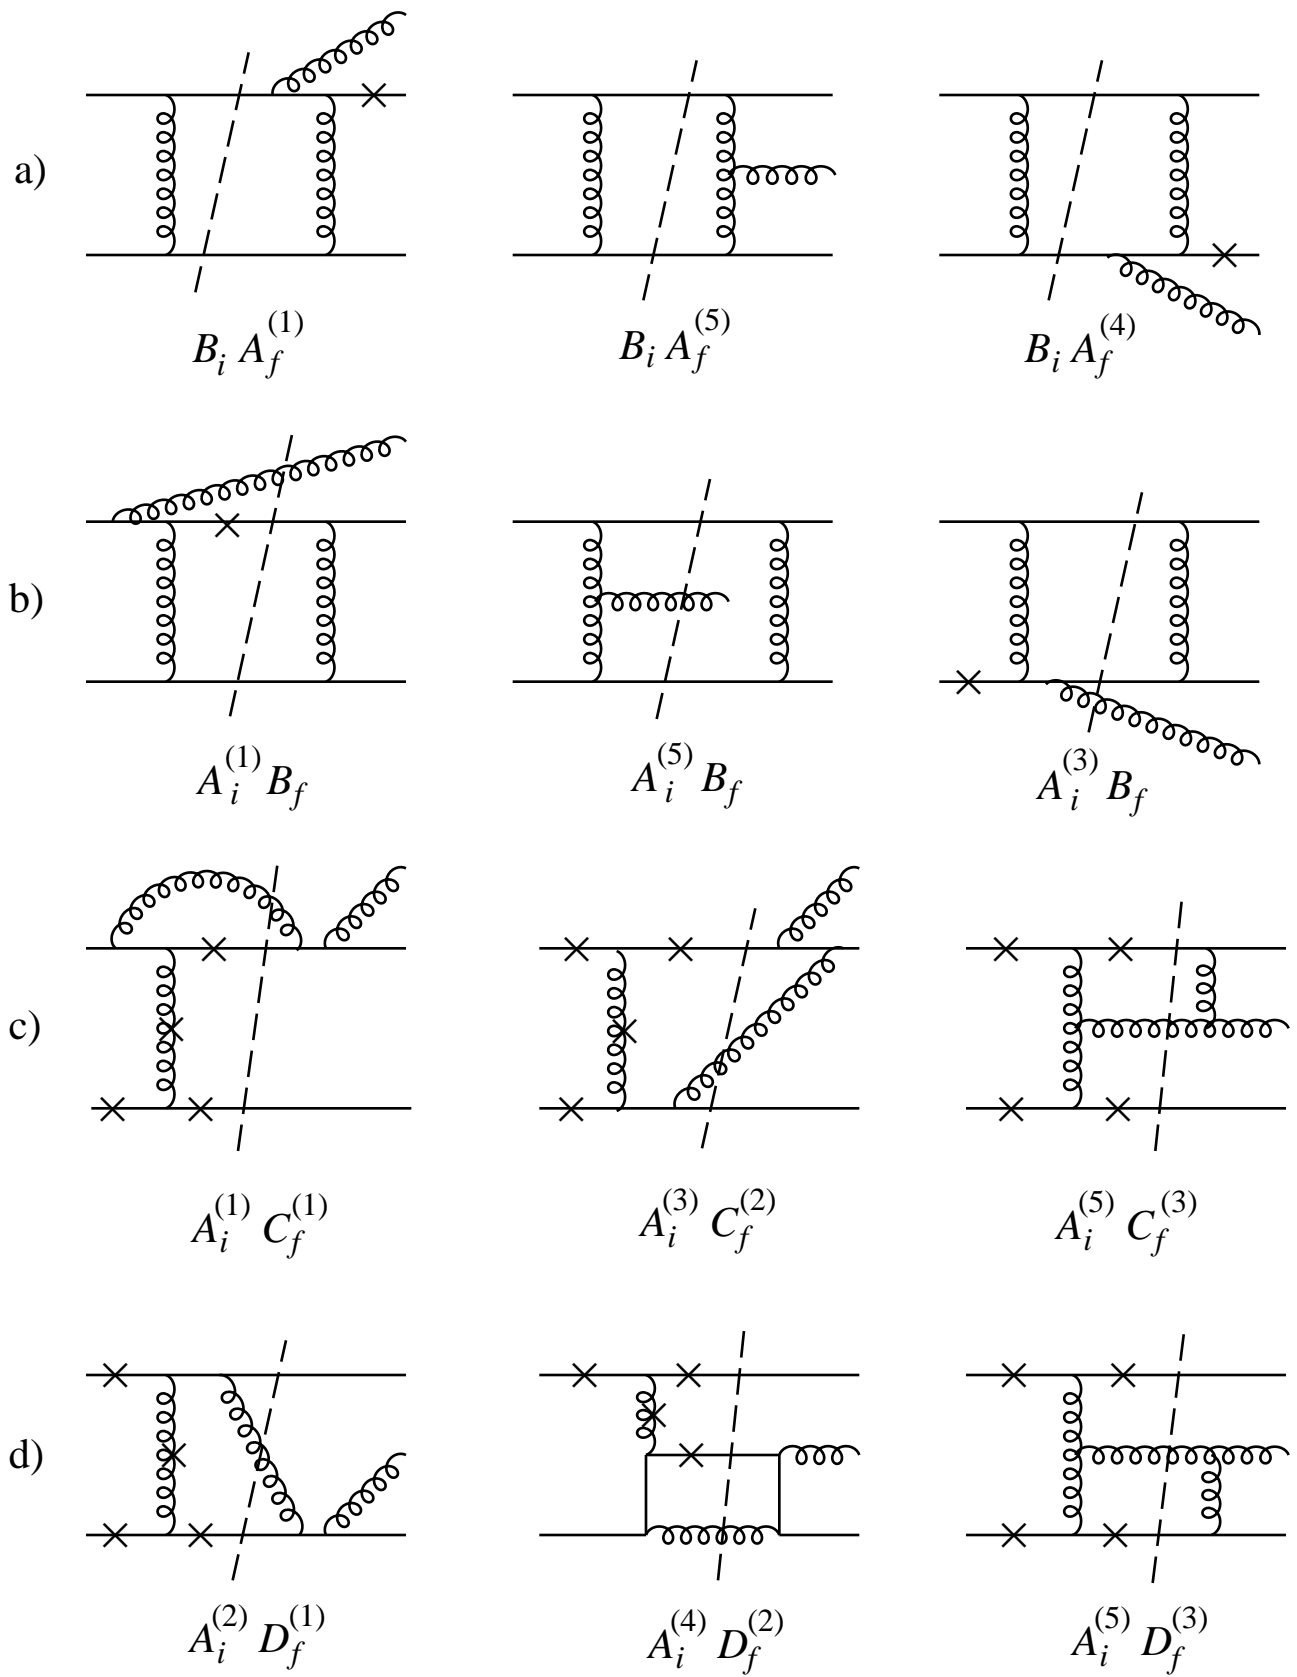 a)
B_i A_f^{(1)} B_i A_f^{(5)} B_i A_f^{(4)}
b)
A_i^{(1)} B_f A_i^{(5)} B_f A_i^{(3)} B_f
c)
A_i^{(1)} C_f^{(1)} A_i^{(3)} C_f^{(2)} A_i^{(5)} C_f^{(3)}
d)
A_i^{(2)} D_f^{(1)} A_i^{(4)} D_f^{(2)} A_i^{(5)} D_f^{(3)}